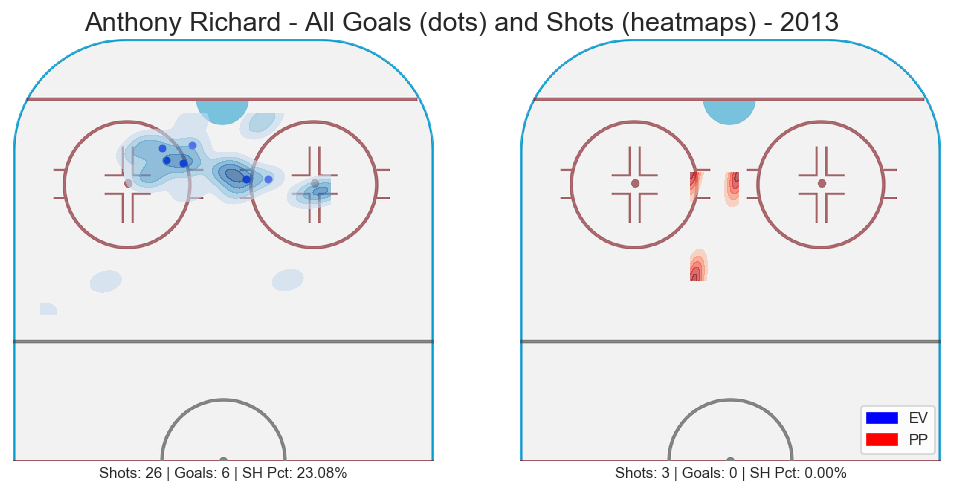 Anthony Richard - All Goals (dots) and Shots (heatmaps) - 2013
EV
PP
Shots: 26 | Goals: 6 | SH Pct: 23.08%
Shots: 3 | Goals: 0 | SH Pct: 0.00%